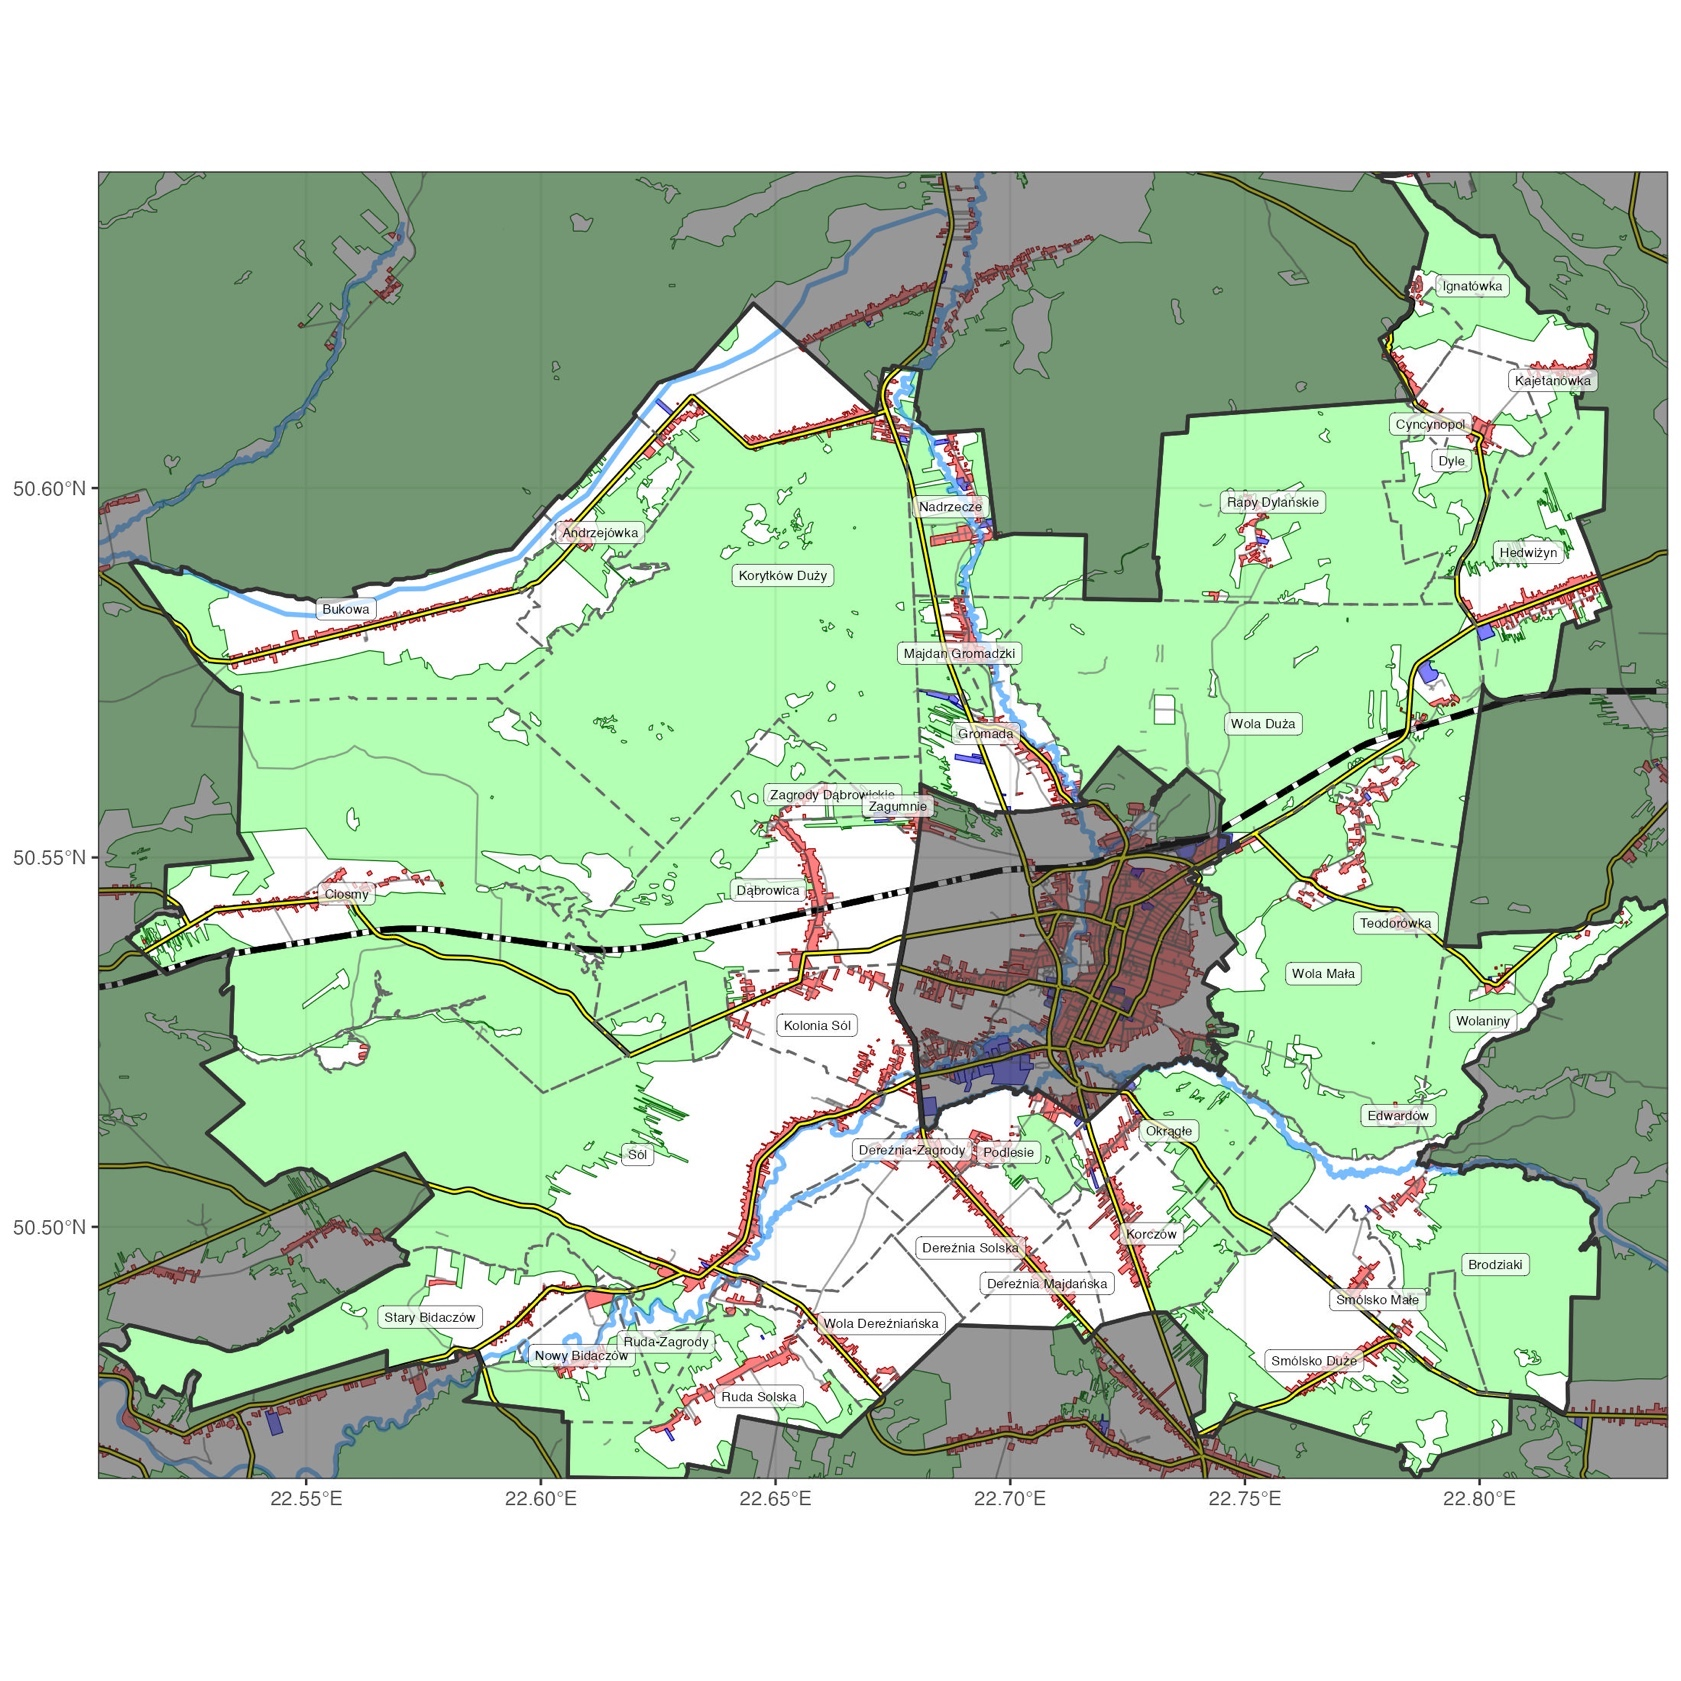 Ignatówka
Kajetanówka
Cyncynopol
Dyle
50.60°N
Rapy Dylańskie
Nadrzecze
Andrzejówka
Hedwiżyn
Korytków Duży
Bukowa
Majdan Gromadzki
Wola Duża
Gromada
Zagrody Dąbrowickie
Zagumnie
50.55°N
Dąbrowica
Ciosmy
Teodorówka
Wola Mała
Kolonia Sól
Wolaniny
Edwardów
Okrągłe
Dereźnia-Zagrody
Podlesie
Sól
50.50°N
Korczów
Dereźnia Solska
Brodziaki
Dereźnia Majdańska
Smólsko Małe
Stary Bidaczów
Wola Dereźniańska
Ruda-Zagrody
Nowy Bidaczów
Smólsko Duże
Ruda Solska
22.55°E 22.60°E 22.65°E 22.70°E 22.75°E 22.80°E